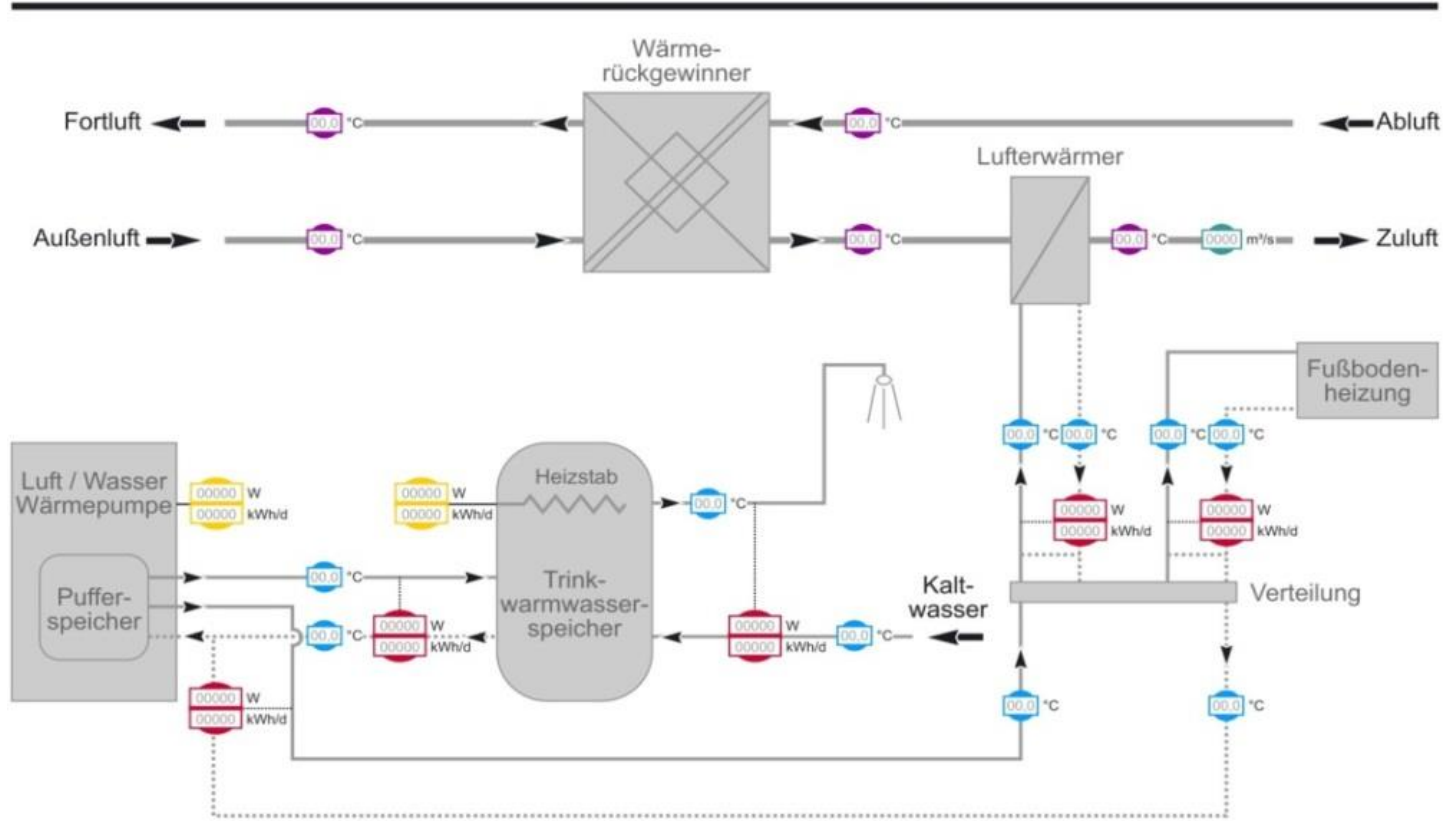 Wärme-
rückgewinner
Fortluft
00,0 °C
00,0 °C
Abluft
Lufterwärmer
Außenluft
00,0 °C
00,0 °C
00,0 °C
0000 m³/s
Zuluft
Fußboden-
heizung
00,0 °C
00,0 °C
00,0 °C
00,0 °C
Luft / Wasser
Wärmepumpe
00000 W
00000 kWh/d
00000 W
00000 kWh/d
Heizstab
00,0 °C
00000 W
00000 kWh/d
00000 W
00000 kWh/d
Puffer-
speicher
00,0 °C
Trink-
warmwasser-
speicher
Kalt-
wasser
Verteilung
00,0 °C
00000 W
00000 kWh/d
00000 W
00000 kWh/d
00,0 °C
00000 W
00000 kWh/d
00,0 °C
00,0 °C